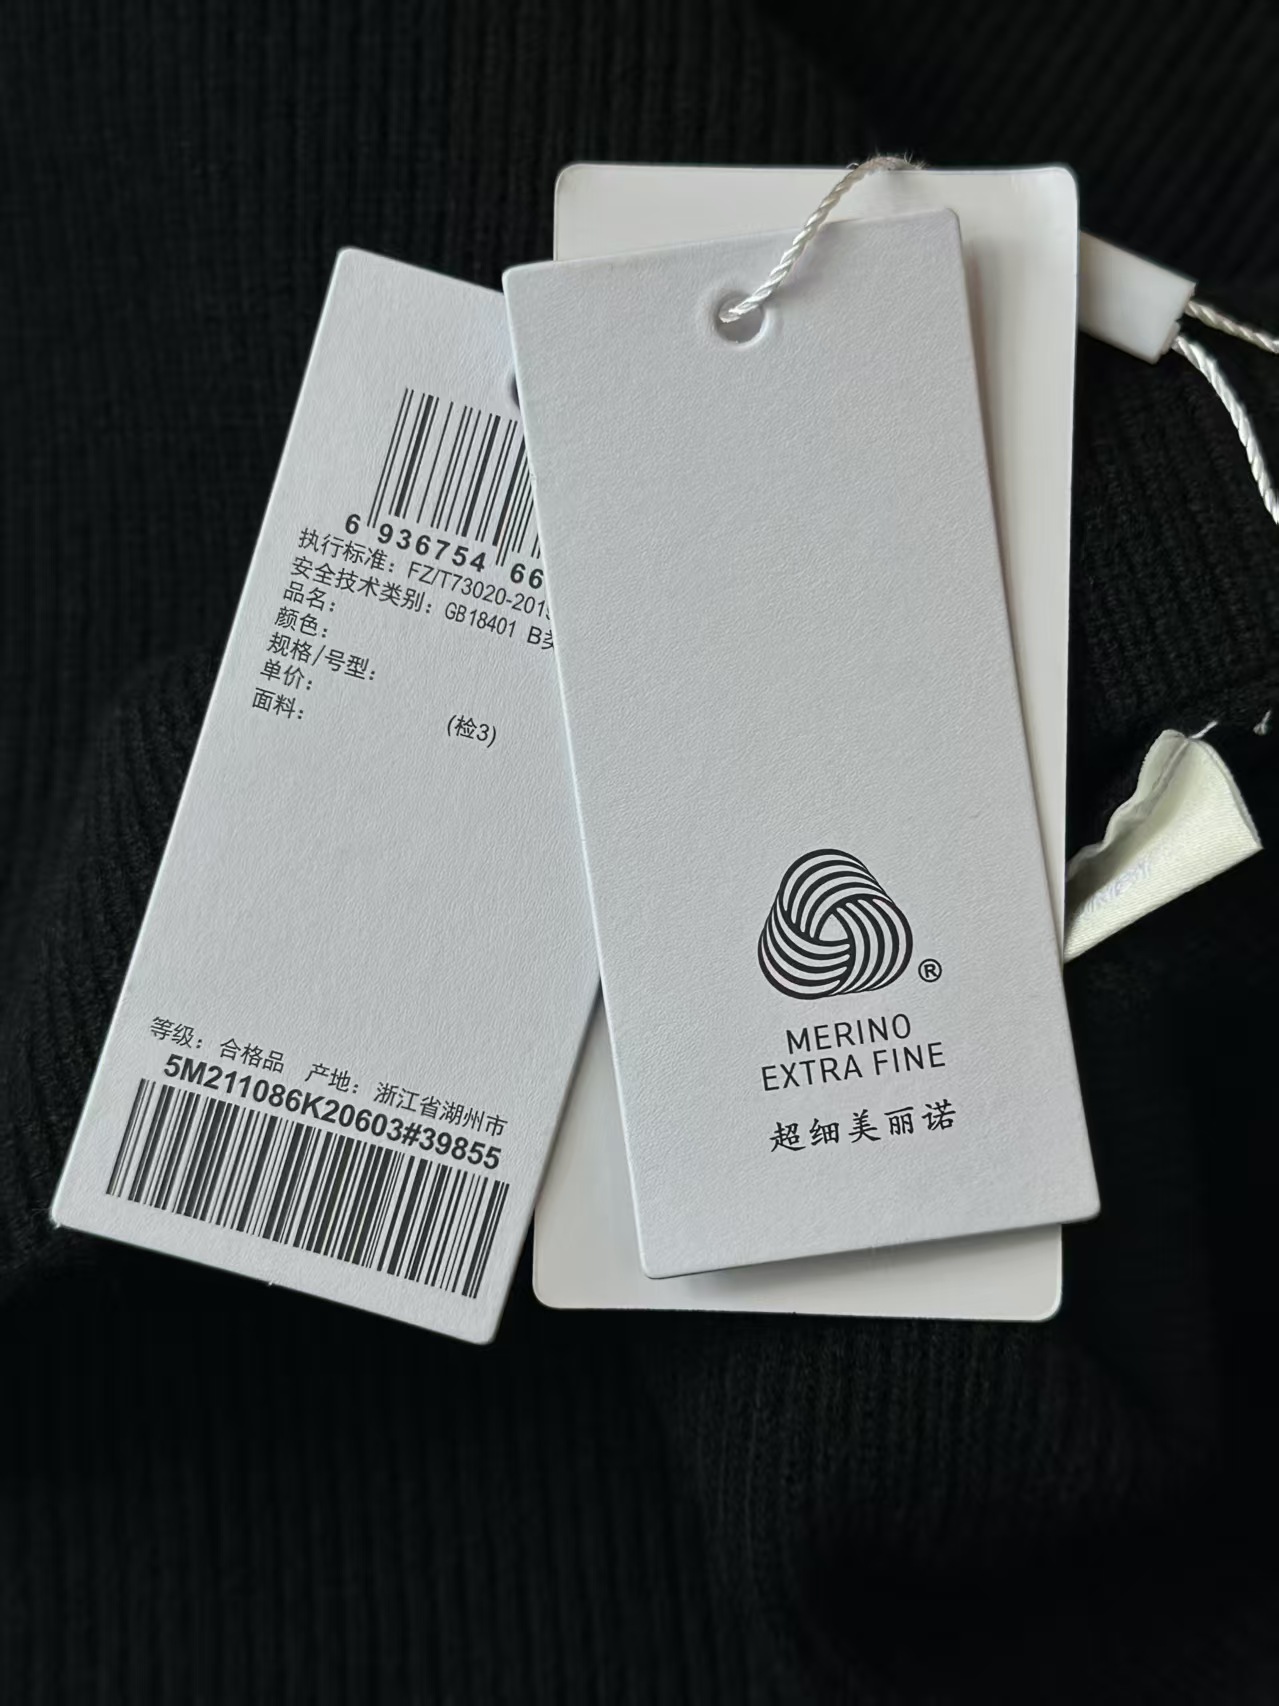 6 936754 66
执行标准：FZ/T73020-201
安全技术类别：GB18401 B类
品名：
颜色：
规格/号型：
单价：
面料：
(检3)
等级：合格品 产地：浙江省湖州市
5M211086K20603#39855
®
MERINO
EXTRA FINE
超细美丽诺